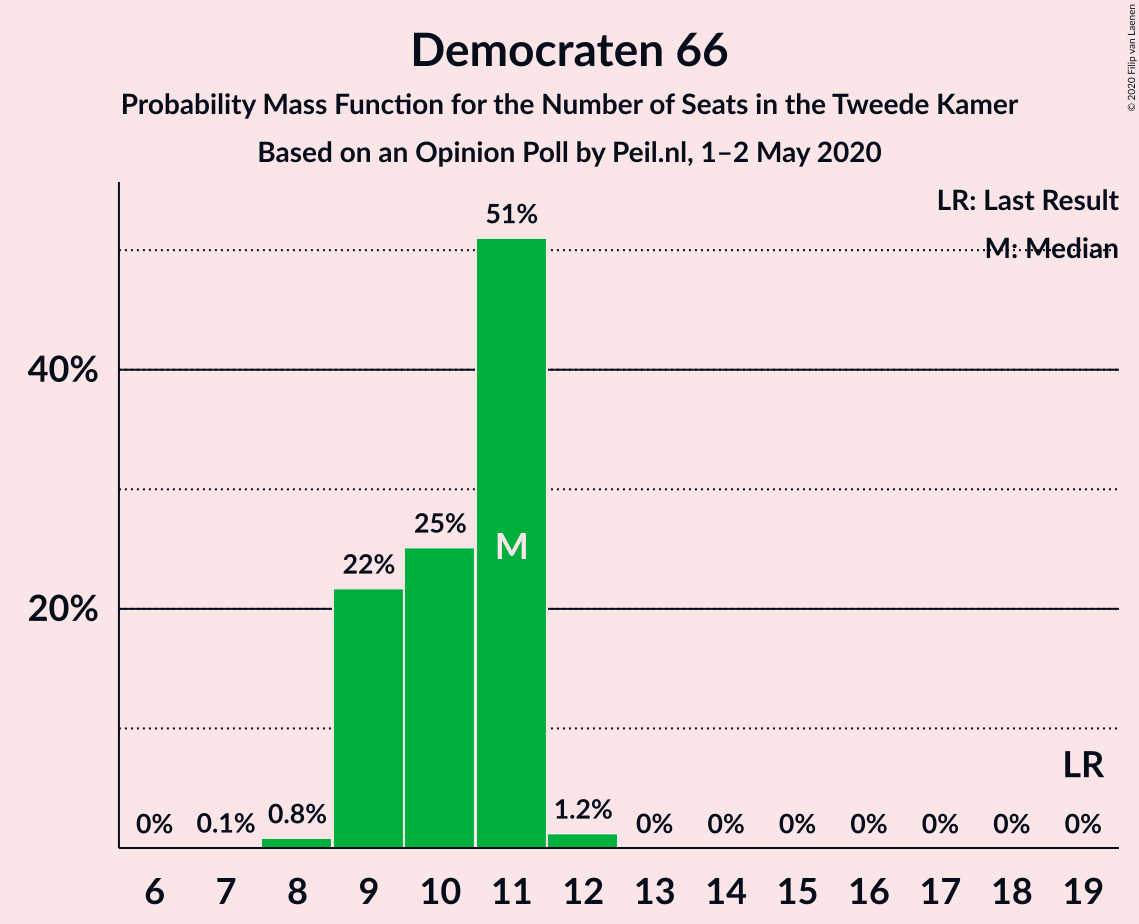 Democraten 66
Probability Mass Function for the Number of Seats in the Tweede Kamer
Based on an Opinion Poll by Peil.nl, 1–2 May 2020
© 2020 Filip van Laenen
LR: Last Result
M: Median
51%
40%
25%
22%
M
20%
LR
0% 0.1% 0.8% 1.2% 0% 0% 0% 0% 0% 0% 0%
6 7 8 9 10 11 12 13 14 15 16 17 18 19